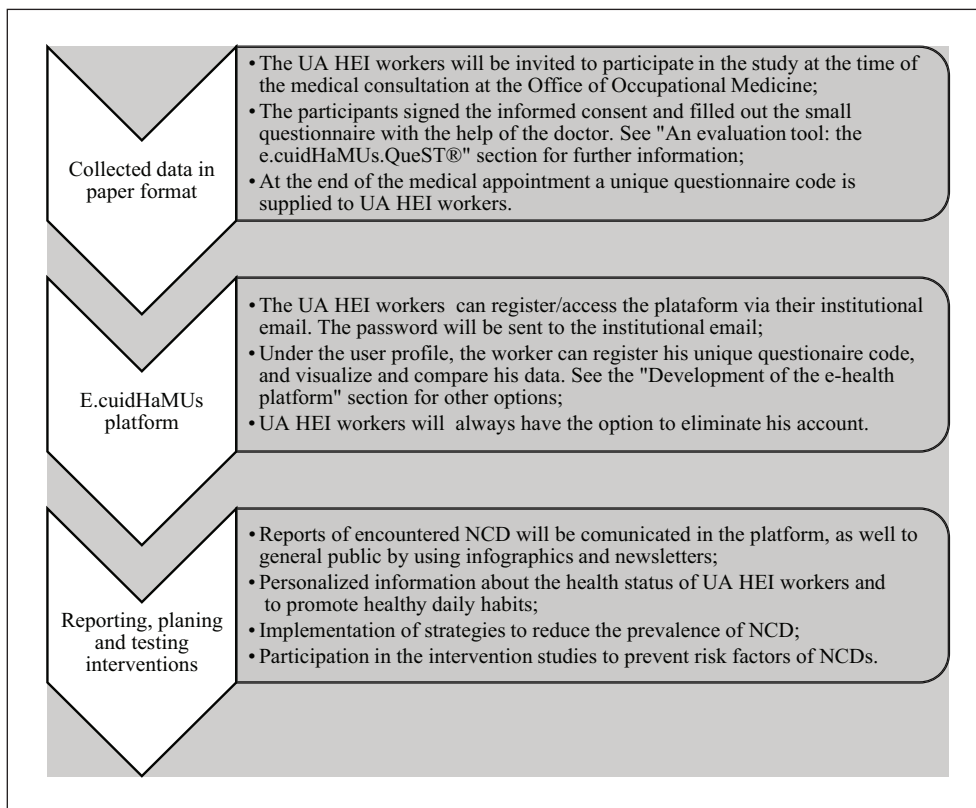 • The UA HEI workers will be invited to participate in the study at the time of
the medical consultation at the Office of Occupational Medicine;
• The participants signed the informed consent and filled out the small
questionnaire with the help of the doctor. See "An evaluation tool: the
e.cuidHaMUs.QueST®" section for further information;
• At the end of the medical appointment a unique questionnaire code is
supplied to UA HEI workers.
Collected data in
paper format
• The UA HEI workers can register/access the plataform via their institutional
email. The password will be sent to the institutional email;
• Under the user profile, the worker can register his unique questionaire code,
and visualize and compare his data. See the "Development of the e-health
platform" section for other options;
• UA HEI workers will always have the option to eliminate his account.
E.cuidHaMUs
platform
• Reports of encountered NCD will be comunicated in the platform, as well to
general public by using infographics and newsletters;
• Personalized information about the health status of UA HEI workers and
to promote healthy daily habits;
• Implementation of strategies to reduce the prevalence of NCD;
• Participation in the intervention studies to prevent risk factors of NCDs.
Reporting, planing
and testing
interventions